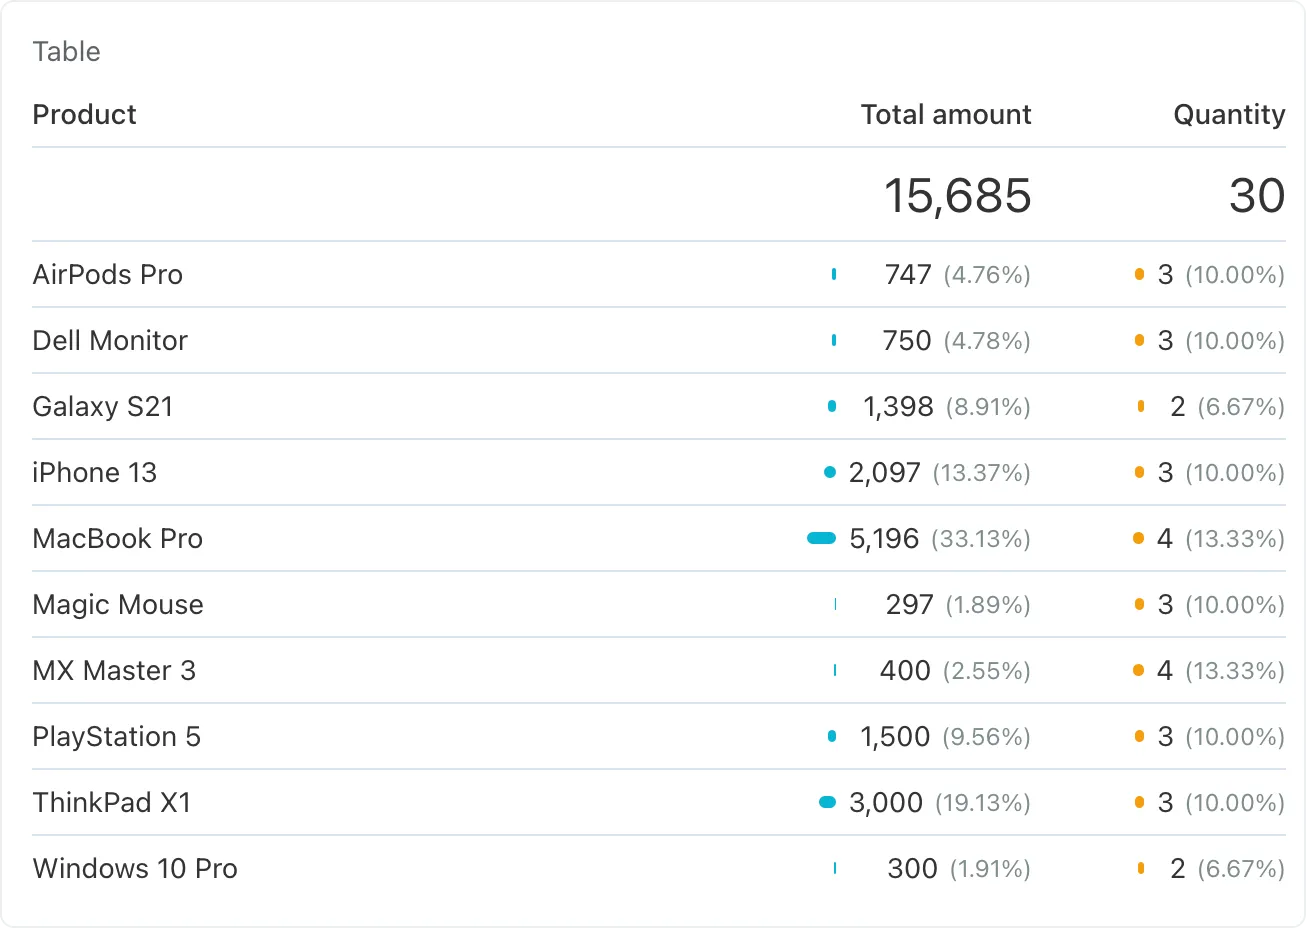 Table
Product Total amount Quantity
15,685 30
AirPods Pro 747 (4.76%) 3 (10.00%)
Dell Monitor 750 (4.78%) 3 (10.00%)
Galaxy S21 1,398 (8.91%) 2 (6.67%)
iPhone 13 2,097 (13.37%) 3 (10.00%)
MacBook Pro 5,196 (33.13%) 4 (13.33%)
Magic Mouse 297 (1.89%) 3 (10.00%)
MX Master 3 400 (2.55%) 4 (13.33%)
PlayStation 5 1,500 (9.56%) 3 (10.00%)
ThinkPad X1 3,000 (19.13%) 3 (10.00%)
Windows 10 Pro 300 (1.91%) 2 (6.67%)